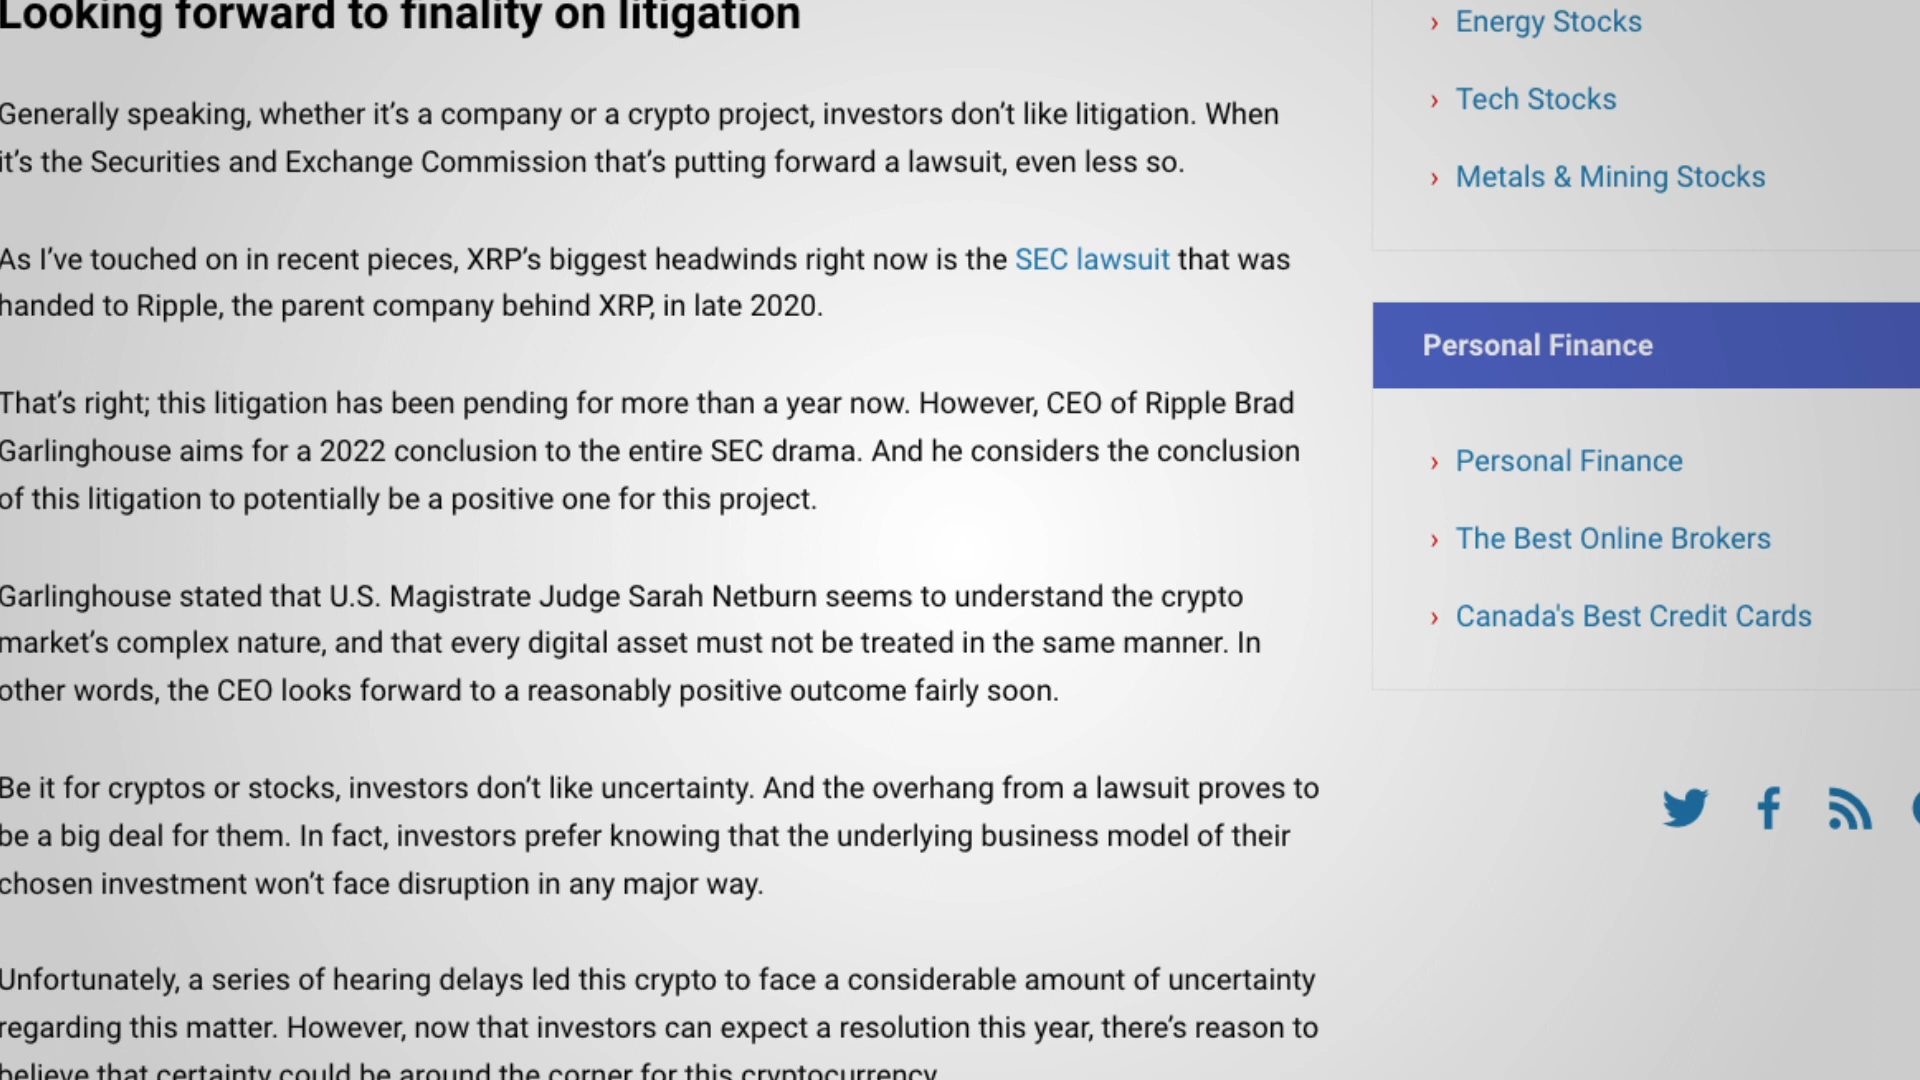 Looking forward to finality on litigation
Generally speaking, whether it’s a company or a crypto project, investors don’t like litigation. When
it’s the Securities and Exchange Commission that’s putting forward a lawsuit, even less so.
As I’ve touched on in recent pieces, XRP’s biggest headwinds right now is the SEC lawsuit that was
handed to Ripple, the parent company behind XRP, in late 2020.
That’s right; this litigation has been pending for more than a year now. However, CEO of Ripple Brad
Garlinghouse aims for a 2022 conclusion to the entire SEC drama. And he considers the conclusion
of this litigation to potentially be a positive one for this project.
Garlinghouse stated that U.S. Magistrate Judge Sarah Netburn seems to understand the crypto
market’s complex nature, and that every digital asset must not be treated in the same manner. In
other words, the CEO looks forward to a reasonably positive outcome fairly soon.
Be it for cryptos or stocks, investors don’t like uncertainty. And the overhang from a lawsuit proves to
be a big deal for them. In fact, investors prefer knowing that the underlying business model of their
chosen investment won’t face disruption in any major way.
Unfortunately, a series of hearing delays led this crypto to face a considerable amount of uncertainty
regarding this matter. However, now that investors can expect a resolution this year, there’s reason to
believe that certainty could be around the corner for this cryptocurrency.
› Energy Stocks
› Tech Stocks
› Metals & Mining Stocks
Personal Finance
› Personal Finance
› The Best Online Brokers
› Canada's Best Credit Cards